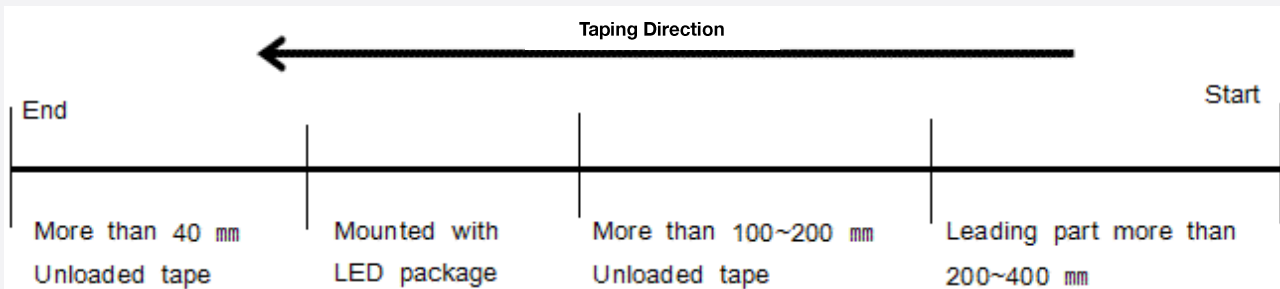 Taping Direction
Start
End
More than 40 ㎜
Unloaded tape
Mounted with
LED package
More than 100~200 ㎜
Unloaded tape
Leading part more than
200~400 ㎜